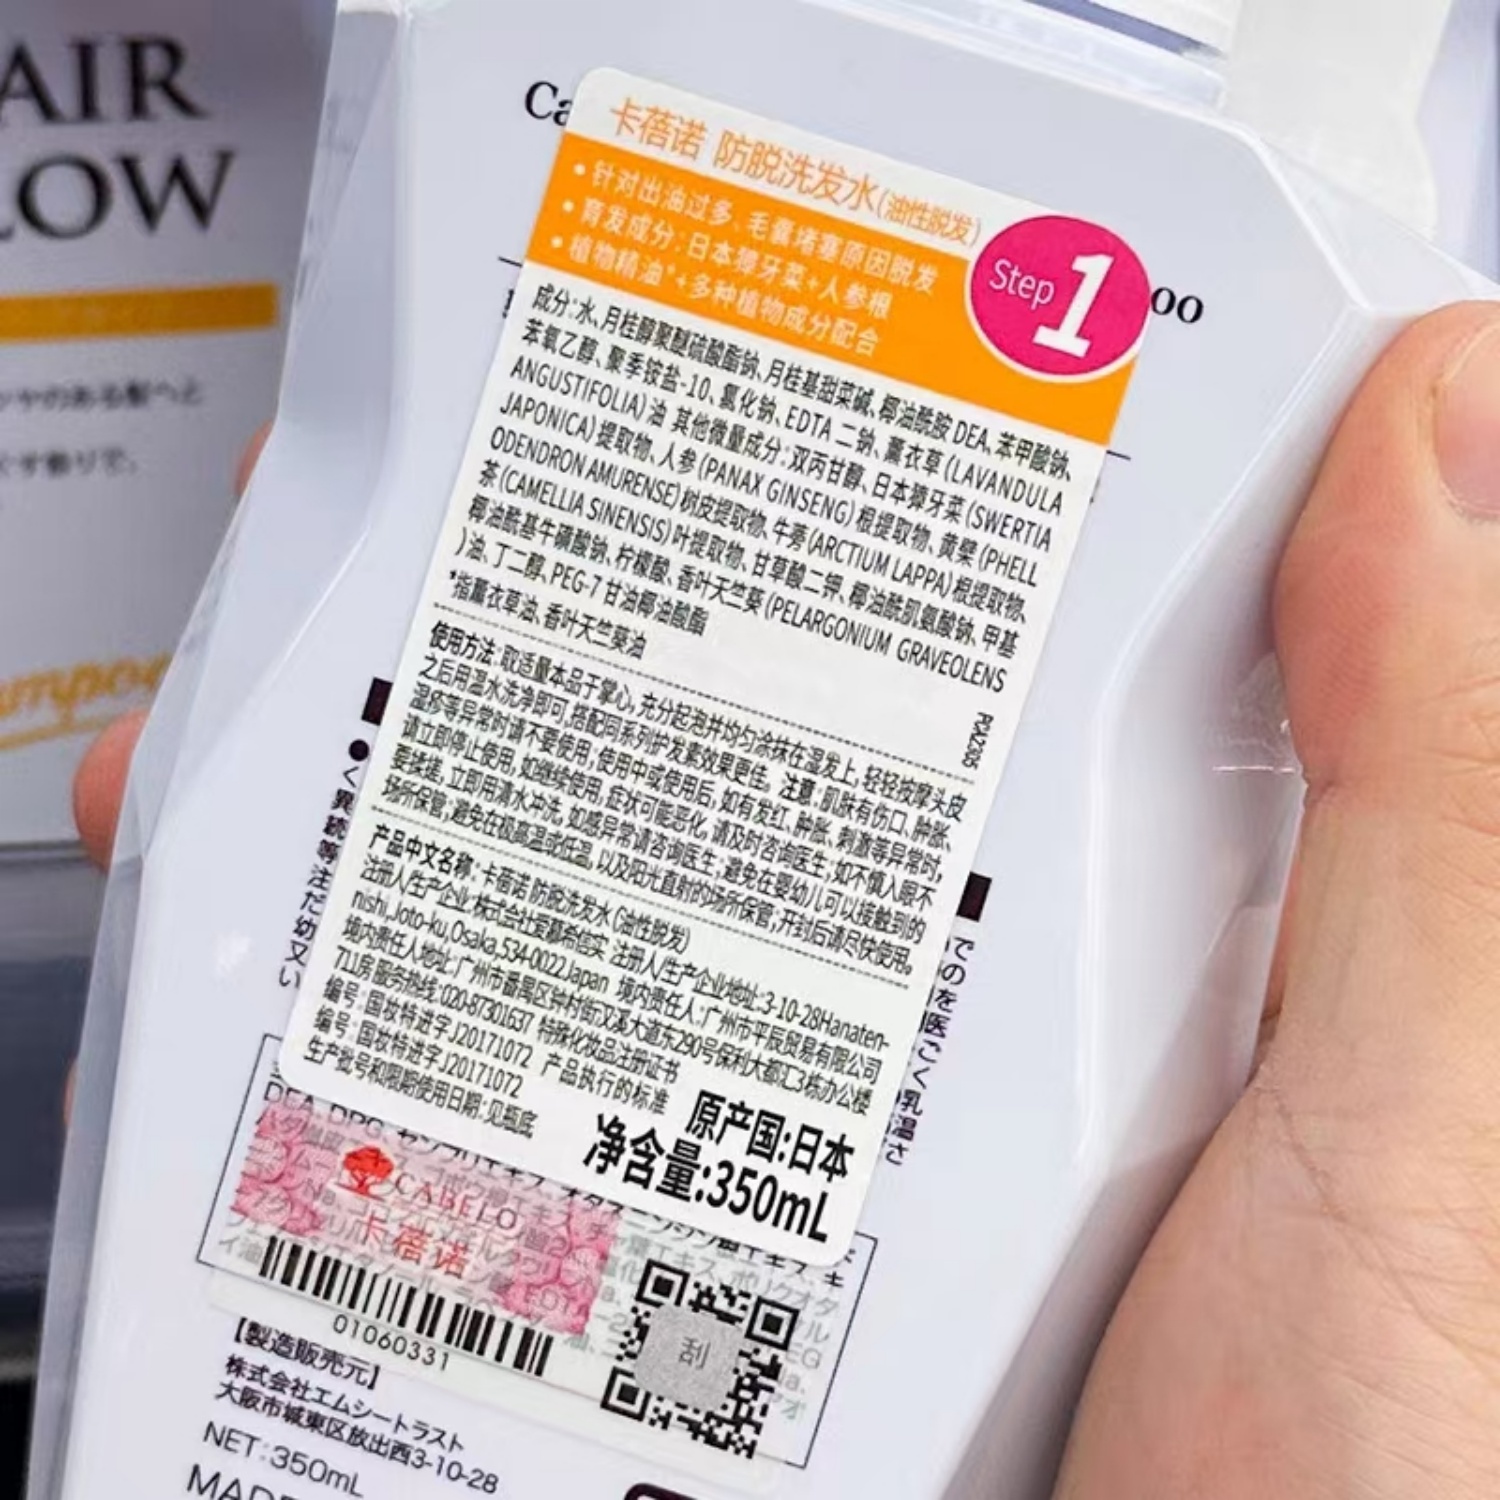 AIR
LOW
卡蓓诺 防脱洗发水(油性脱发)
• 针对出油过多、毛囊堵塞原因脱发
• 育发成分:日本獐牙菜+人参根
• 植物精油*+多种植物成分配合
Step 1
oo
成分:水、月桂醇聚醚硫酸酯钠、月桂基甜菜碱、椰油酰胺 DEA、苯甲酸钠、
苯氧乙醇、聚季铵盐-10、氯化钠、EDTA 二钠、薰衣草(LAVANDULA
ANGUSTIFOLIA)油 其他微量成分:双丙甘醇、日本獐牙菜(SWERTIA
JAPONICA)提取物、人参(PANAX GINSENG)根提取物、黄檗(PHELL
ODENDRON AMURENSE)树皮提取物、牛蒡(ARCTIUM LAPPA)根提取物、
茶(CAMELLIA SINENSIS)叶提取物、甘草酸二钾、椰油酰肌氨酸钠、甲基
椰油酰基牛磺酸钠、柠檬酸、香叶天竺葵(PELARGONIUM GRAVEOLENS
)油、丁二醇、PEG-7 甘油椰油酸酯
*指薰衣草油、香叶天竺葵油
PCA2305
使用方法:取适量本品于掌心,充分起泡并均匀涂抹在湿发上,轻轻按摩头皮
之后用温水洗净即可,搭配同系列护发素效果更佳。注意:肌肤有伤口、肿胀、
湿疹等异常时请不要使用;使用中或使用后,如有发红、肿胀、刺激等异常时,
请立即停止使用,如继续使用,症状可能恶化,请及时咨询医生;如不慎入眼不
要揉搓,立即用清水冲洗,如感异常请咨询医生;避免在婴幼儿可以接触到的
场所保管;避免在极高温或低温,以及阳光直射的场所保管;开封后请尽快使用。
产品中文名称:卡蓓诺 防脱洗发水(油性脱发)
注册人/生产企业:株式会社爱慕希信实 注册人/生产企业地址:3-10-28Hanaten-
nishi,Joto-ku,Osaka,534-0022Japan 境内责任人:广州市平辰贸易有限公司
境内责任人地址:广州市番禺区钟村街汉溪大道东290号保利大都汇3栋办公楼
711房 服务热线:020-87301637 特殊化妆品注册证书
编号:国妆特进字J20171072 产品执行的标准
编号:国妆特进字J20171072
生产批号和限期使用日期:见瓶底
原产国:日本
净含量:350mL
CABELO
卡蓓诺
01060331
刮
【製造販売元】
株式会社エムシートラスト
大阪市城東区放出西3-10-28
NET:350mL
MADE